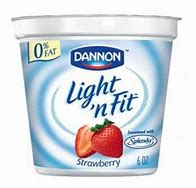 DANNON
0%
FAT
Light
'n Fit
Sweetened with
Splenda
Strawberry
6 OZ